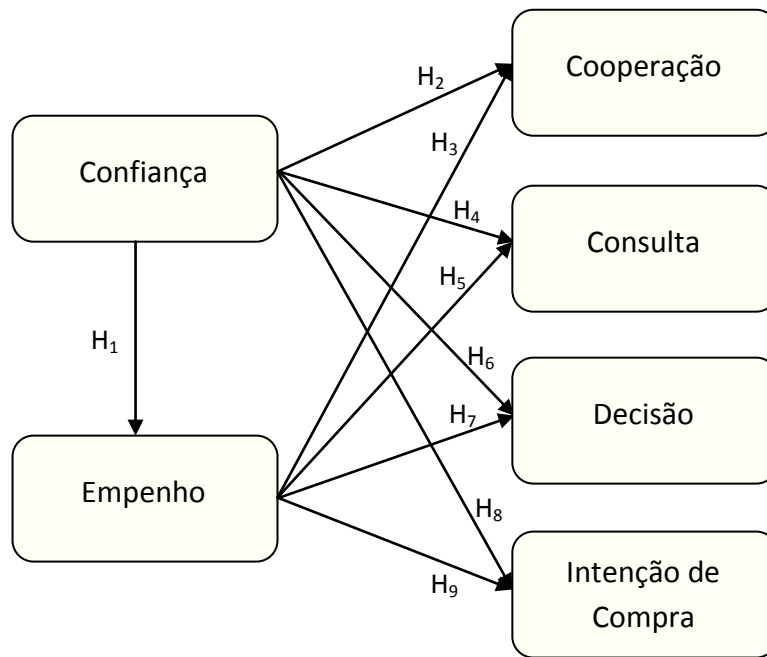 Cooperação
H₂
H₃
Confiança
H₄
Consulta
H₅
H₁
H₆
H₇
Decisão
Empenho
H₈
H₉
Intenção de
Compra